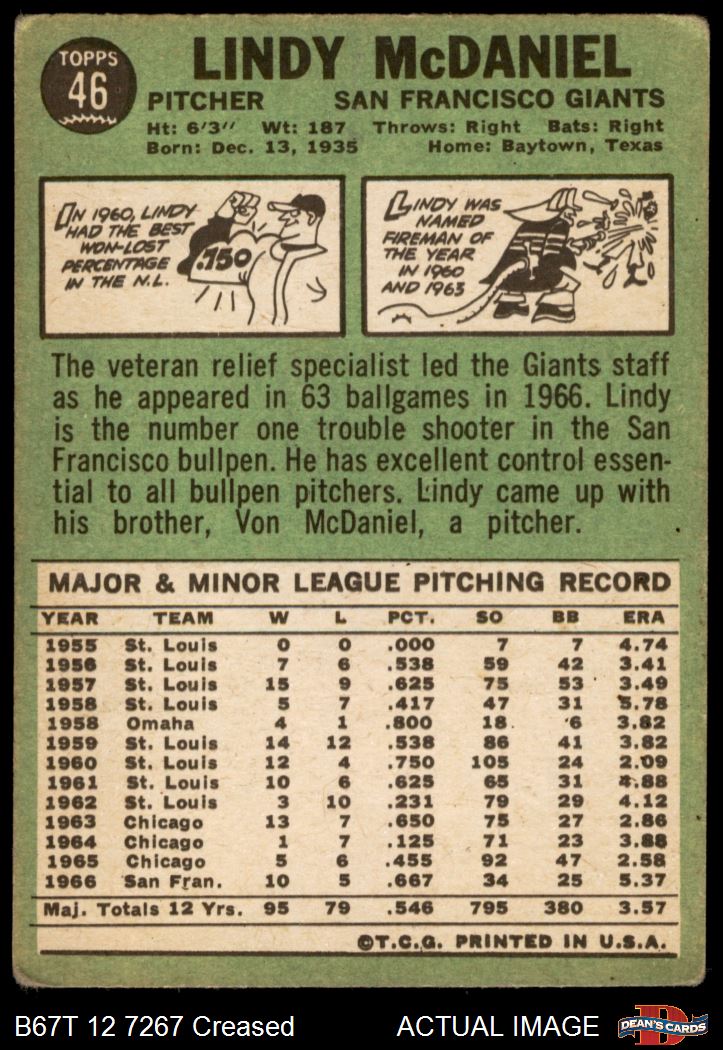 TOPPS
46
LINDY McDANIEL
PITCHER SAN FRANCISCO GIANTS
Ht: 6'3" Wt: 187 Throws: Right Bats: Right
Born: Dec. 13, 1935 Home: Baytown, Texas
IN 1960, LINDY
HAD THE BEST
WON-LOST
PERCENTAGE
IN THE N.L.
.750
LINDY WAS
NAMED
FIREMAN OF
THE YEAR
IN 1960
AND 1963
The veteran relief specialist led the Giants staff
as he appeared in 63 ballgames in 1966. Lindy
is the number one trouble shooter in the San
Francisco bullpen. He has excellent control essen-
tial to all bullpen pitchers. Lindy came up with
his brother, Von McDaniel, a pitcher.
MAJOR & MINOR LEAGUE PITCHING RECORD
YEAR TEAM W L PCT. SO BB ERA
1955 St. Louis 0 0 .000 7 7 4.74
1956 St. Louis 7 6 .538 59 42 3.41
1957 St. Louis 15 9 .625 75 53 3.49
1958 St. Louis 5 7 .417 47 31 5.78
1958 Omaha 4 1 .800 18 6 3.82
1959 St. Louis 14 12 .538 86 41 3.82
1960 St. Louis 12 4 .750 105 24 2.09
1961 St. Louis 10 6 .625 65 31 4.88
1962 St. Louis 3 10 .231 79 29 4.12
1963 Chicago 13 7 .650 75 27 2.86
1964 Chicago 1 7 .125 71 23 3.88
1965 Chicago 5 6 .455 92 47 2.58
1966 San Fran. 10 5 .667 34 25 5.37
Maj. Totals 12 Yrs. 95 79 .546 795 380 3.57
©T.C.G. PRINTED IN U.S.A.
B67T 12 7267 Creased ACTUAL IMAGE
D
DEAN'S CARDS